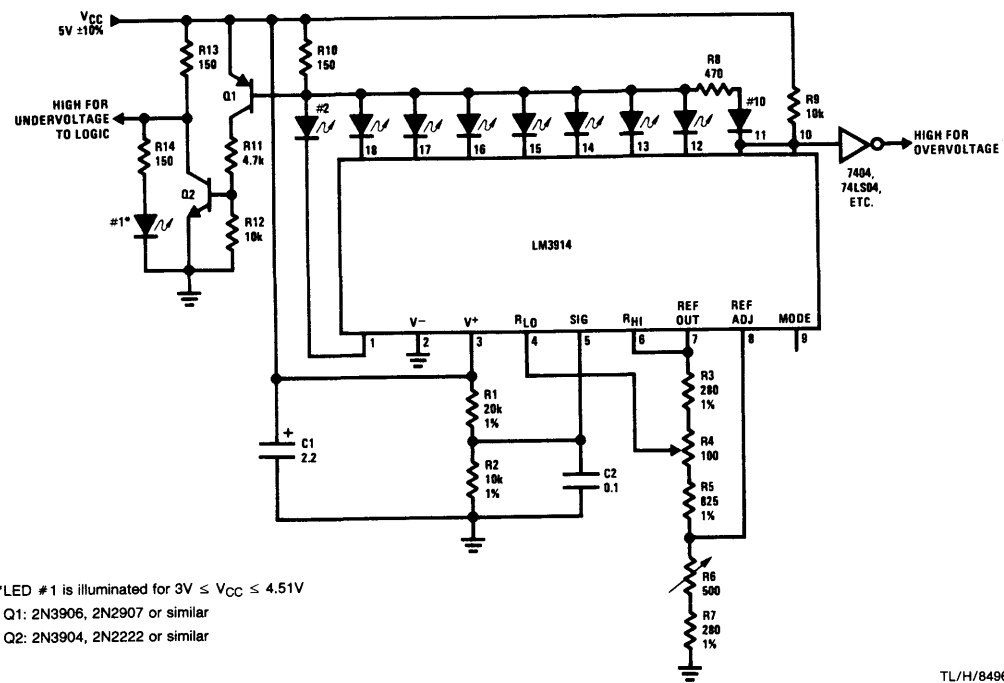 VCC
5V ±10%
R13
150
R10
150
R8
470
Q1
#2
#10
R9
10k
HIGH FOR
UNDERVOLTAGE
TO LOGIC
R14
150
R11
4.7k
18
17
16
15
14
13
12
11
10
HIGH FOR
OVERVOLTAGE
7404,
74LS04,
ETC.
Q2
#1*
R12
10k
LM3914
V−
V+
RLO
SIG
RHI
REF
OUT
REF
ADJ
MODE
1
2
3
4
5
6
7
8
9
R1
20k
1%
R3
280
1%
+
C1
2.2
R4
100
R2
10k
1%
C2
0.1
R5
825
1%
R6
500
R7
280
1%
*LED #1 is illuminated for 3V ≤ VCC ≤ 4.51V
Q1: 2N3906, 2N2907 or similar
Q2: 2N3904, 2N2222 or similar